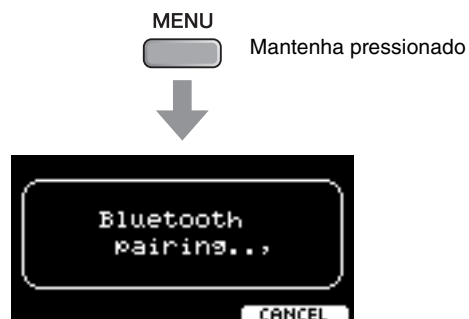 MENU
Mantenha pressionado
Bluetooth
pairing..,
CANCEL